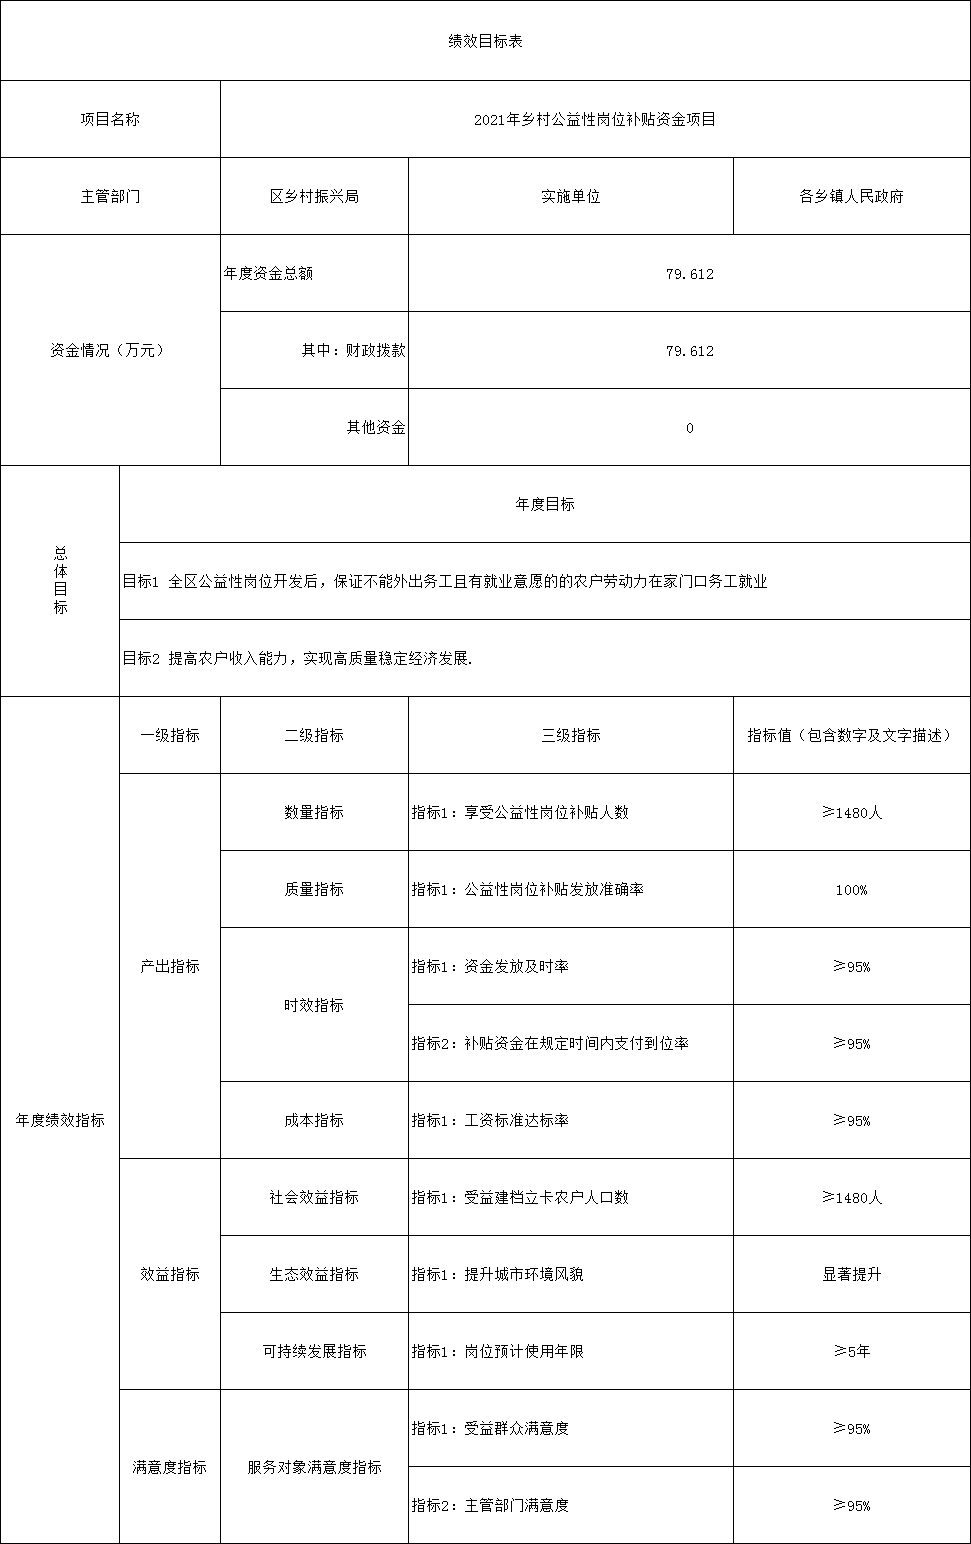 绩效目标表
项目名称
2021年乡村公益性岗位补贴资金项目
主管部门
区乡村振兴局
实施单位
各乡镇人民政府
资金情况（万元）
年度资金总额
79.612
其中：财政拨款
79.612
其他资金
0
总体目标
年度目标
目标1 全区公益性岗位开发后，保证不能外出务工且有就业意愿的的农户劳动力在家门口务工就业
目标2 提高农户收入能力，实现高质量稳定经济发展.
年度绩效指标
一级指标
二级指标
三级指标
指标值（包含数字及文字描述）
产出指标
数量指标
指标1：享受公益性岗位补贴人数
≥1480人
质量指标
指标1：公益性岗位补贴发放准确率
100%
时效指标
指标1：资金发放及时率
≥95%
指标2：补贴资金在规定时间内支付到位率
≥95%
成本指标
指标1：工资标准达标率
≥95%
效益指标
社会效益指标
指标1：受益建档立卡农户人口数
≥1480人
生态效益指标
指标1：提升城市环境风貌
显著提升
可持续发展指标
指标1：岗位预计使用年限
≥5年
满意度指标
服务对象满意度指标
指标1：受益群众满意度
≥95%
指标2：主管部门满意度
≥95%